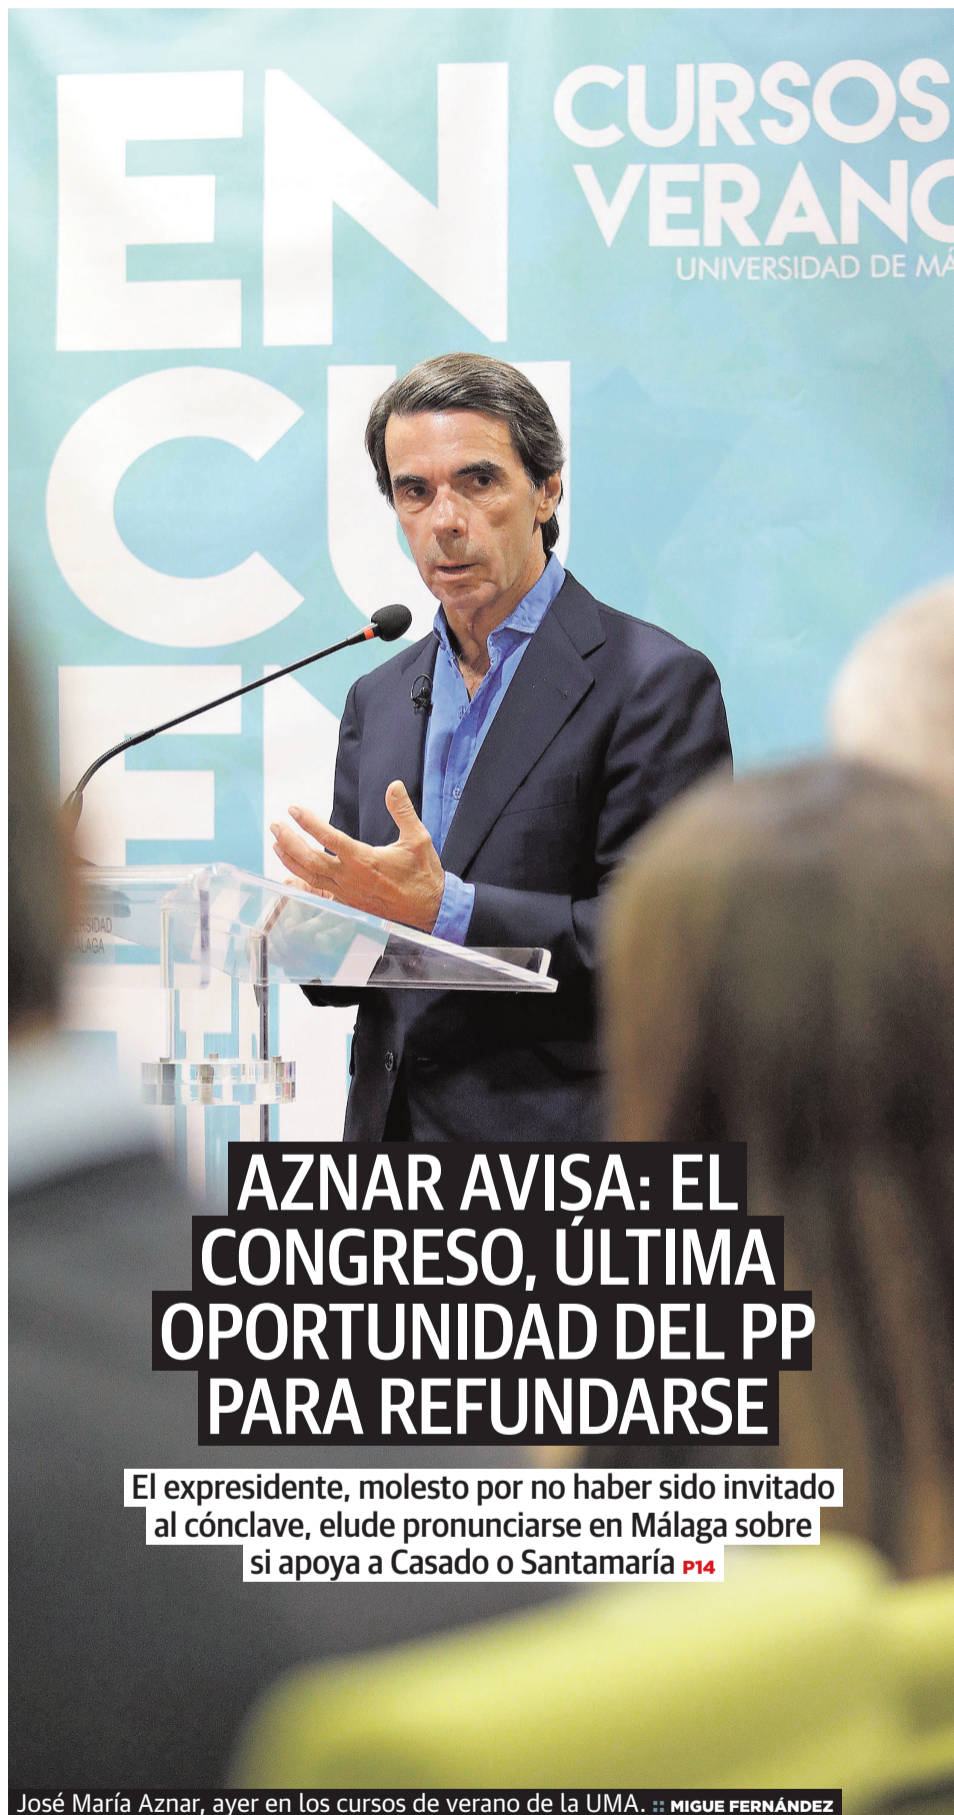 EN
CU
EN
CURSOS
VERANO
UNIVERSIDAD DE MÁ
AZNAR AVISA: EL
CONGRESO, ÚLTIMA
OPORTUNIDAD DEL PP
PARA REFUNDARSE
El expresidente, molesto por no haber sido invitado
al cónclave, elude pronunciarse en Málaga sobre
si apoya a Casado o Santamaría P14
José María Aznar, ayer en los cursos de verano de la UMA. :: MIGUE FERNÁNDEZ